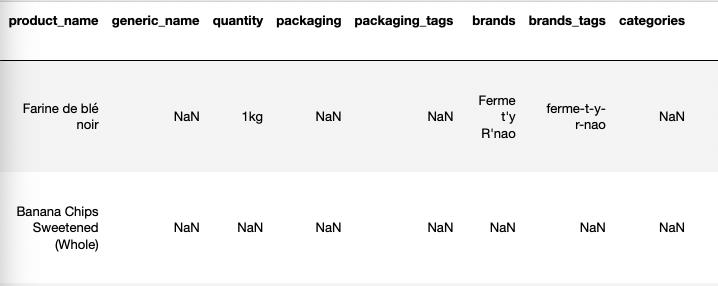 product_name generic_name quantity packaging packaging_tags brands brands_tags categories
Farine de blé
noir
NaN
1kg
NaN
NaN
Ferme
t'y
R'nao
ferme-t-y-
r-nao
NaN
Banana Chips
Sweetened
(Whole)
NaN
NaN
NaN
NaN
NaN
NaN
NaN